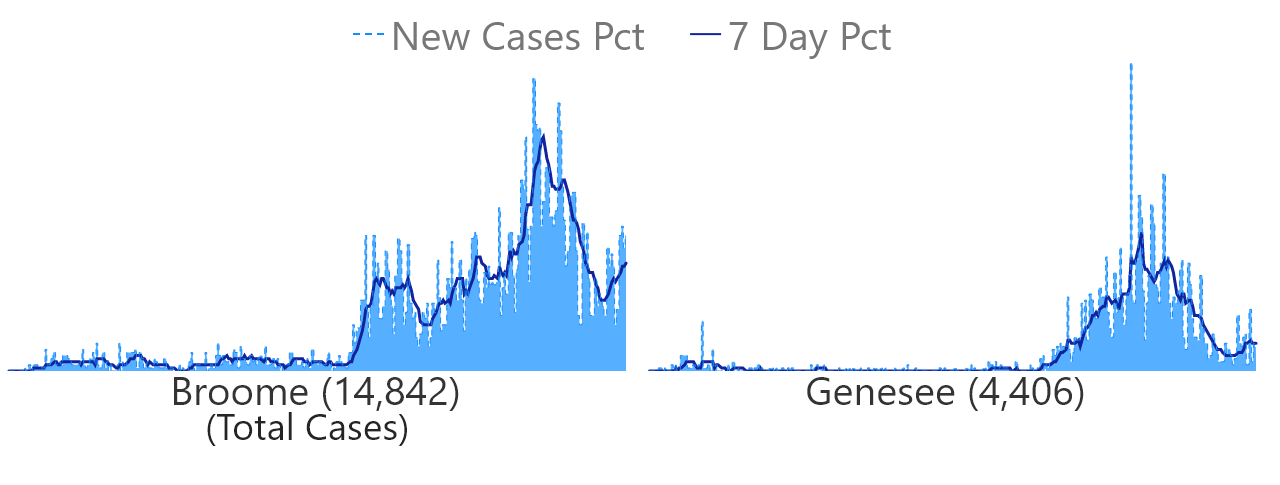 New Cases Pct
7 Day Pct
Broome (14,842)
(Total Cases)
Genesee (4,406)